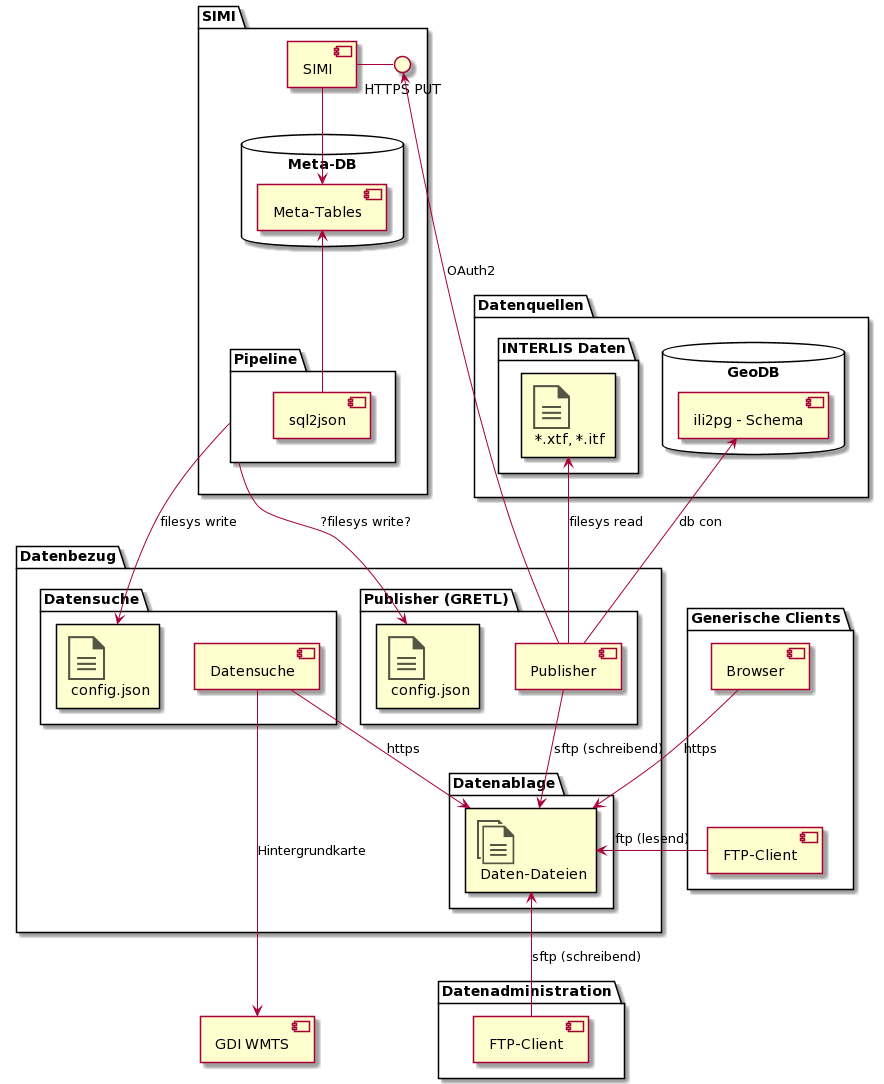 SIMI
SIMI
HTTPS PUT
Meta-DB
Meta-Tables
OAuth2
Datenquellen
INTERLIS Daten
GeoDB
Pipeline
sql2json
ili2pg - Schema
*.xtf, *.itf
filesys write
?filesys write?
filesys read
db con
Datenbezug
Datensuche
Publisher (GRETL)
Generische Clients
config.json
Datensuche
config.json
Publisher
Browser
https
sftp (schreibend)
https
Datenablage
Hintergrundkarte
ftp (lesend)
FTP-Client
Daten-Dateien
sftp (schreibend)
Datenadministration
GDI WMTS
FTP-Client